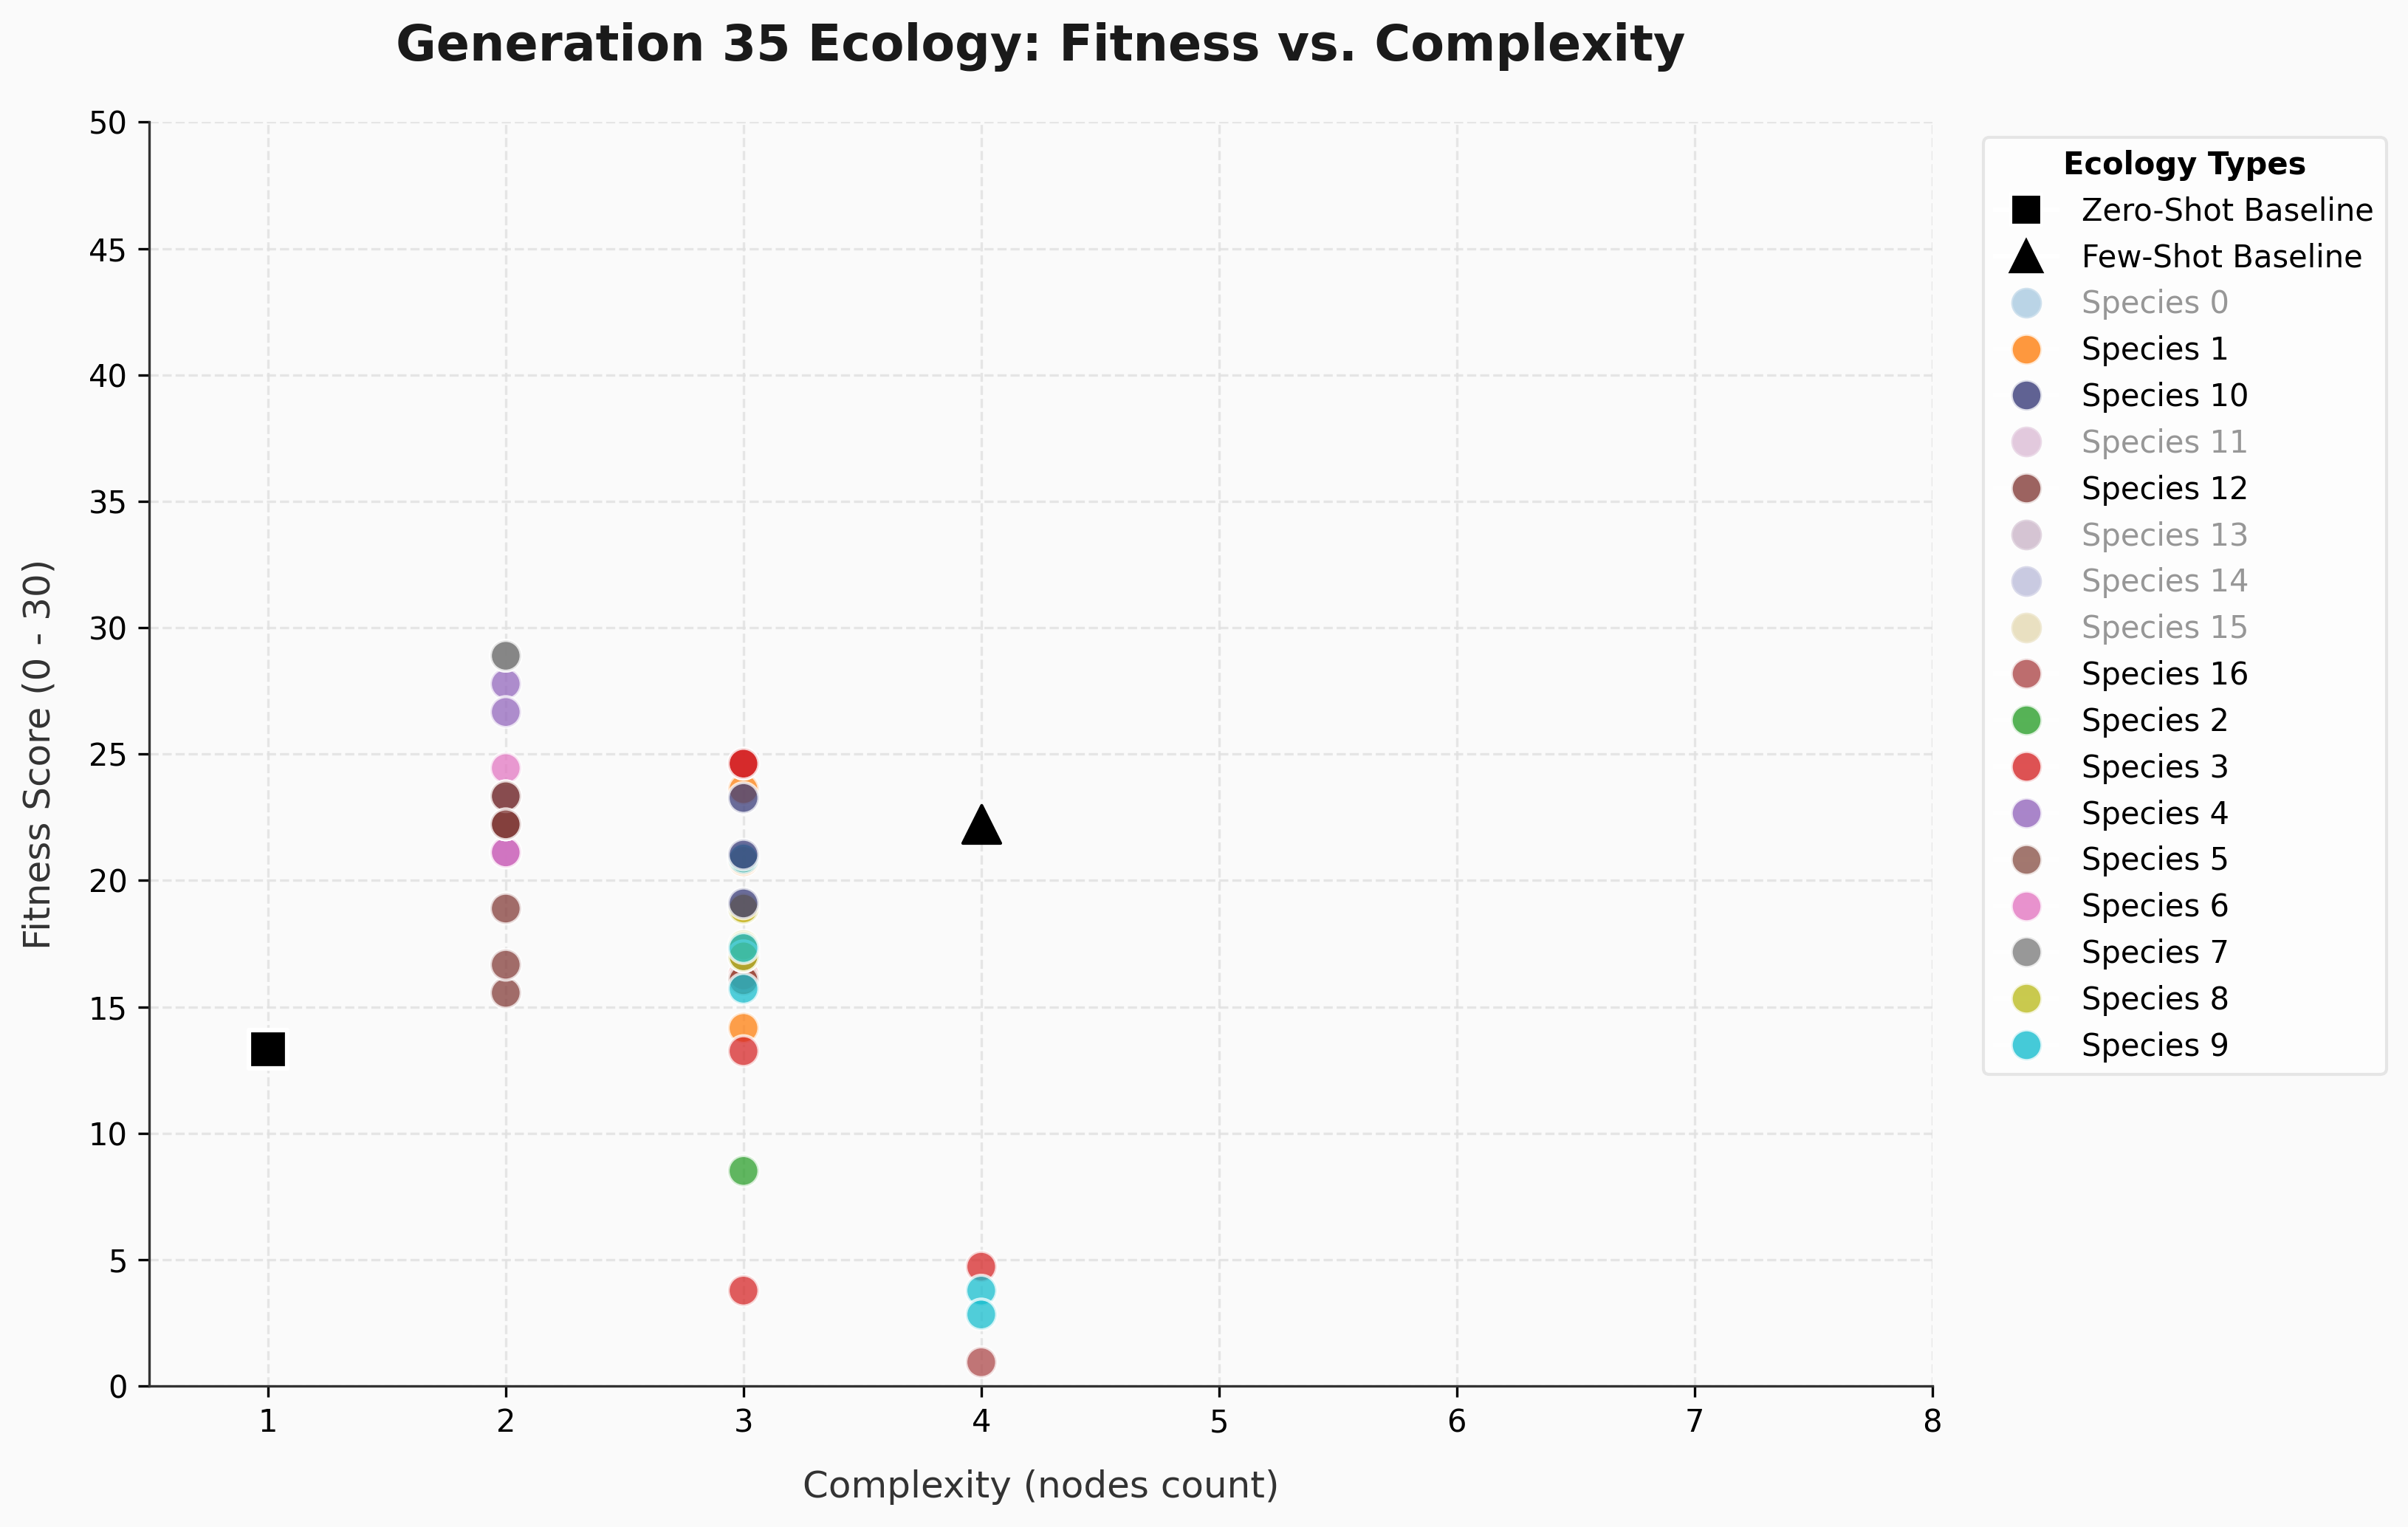 Generation 35 Ecology: Fitness vs. Complexity
50
45
40
35
30
25
20
15
10
5
0
Fitness Score (0 - 30)
1 2 3 4 5 6 7 8
Complexity (nodes count)
Ecology Types
Zero-Shot Baseline
Few-Shot Baseline
Species 0
Species 1
Species 10
Species 11
Species 12
Species 13
Species 14
Species 15
Species 16
Species 2
Species 3
Species 4
Species 5
Species 6
Species 7
Species 8
Species 9